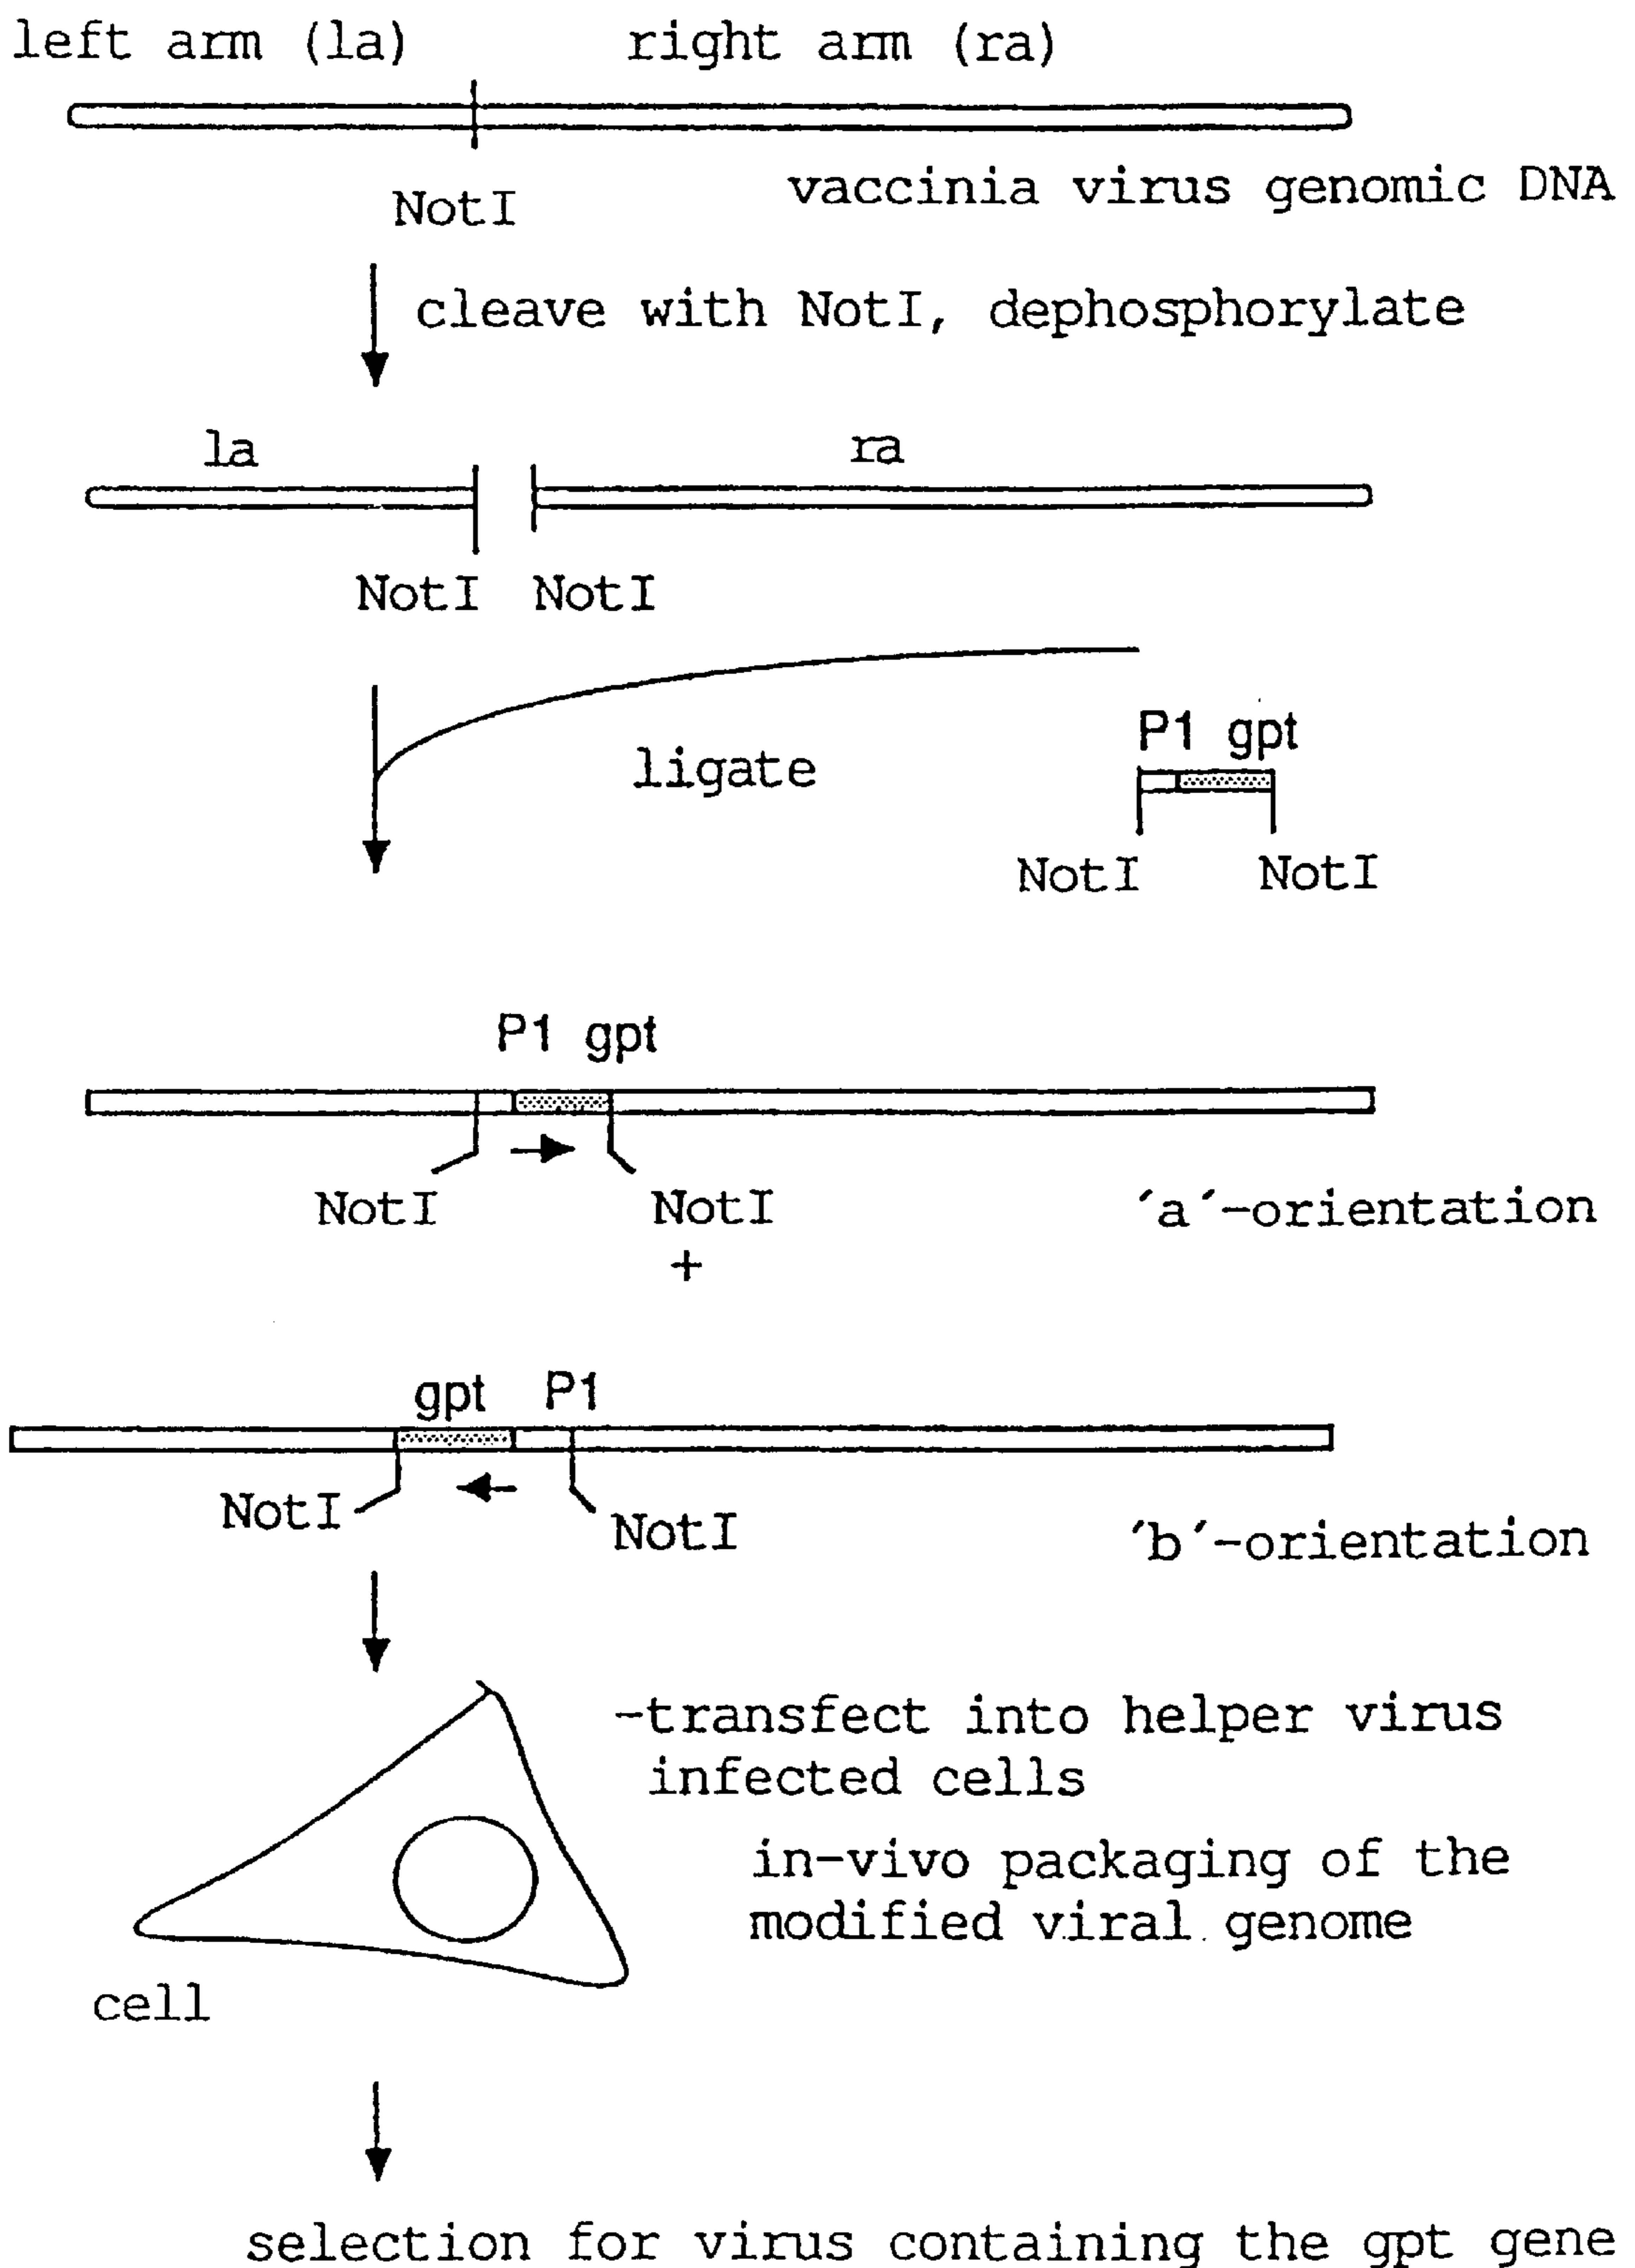 left arm (la)
right arm (ra)
NotI
vaccinia virus genomic DNA
cleave with NotI, dephosphorylate
la
ra
NotI NotI
ligate
P1 gpt
NotI NotI
P1 gpt
NotI NotI
'a'-orientation
+
gpt P1
NotI
NotI
'b'-orientation
-transfect into helper virus
infected cells
in-vivo packaging of the
modified viral genome
cell
selection for virus containing the gpt gene